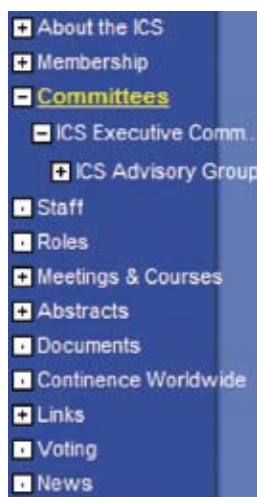 About the ICS
Membership
Committees
ICS Executive Comm..
ICS Advisory Group
Staff
Roles
Meetings & Courses
Abstracts
Documents
Continence Worldwide
Links
Voting
News